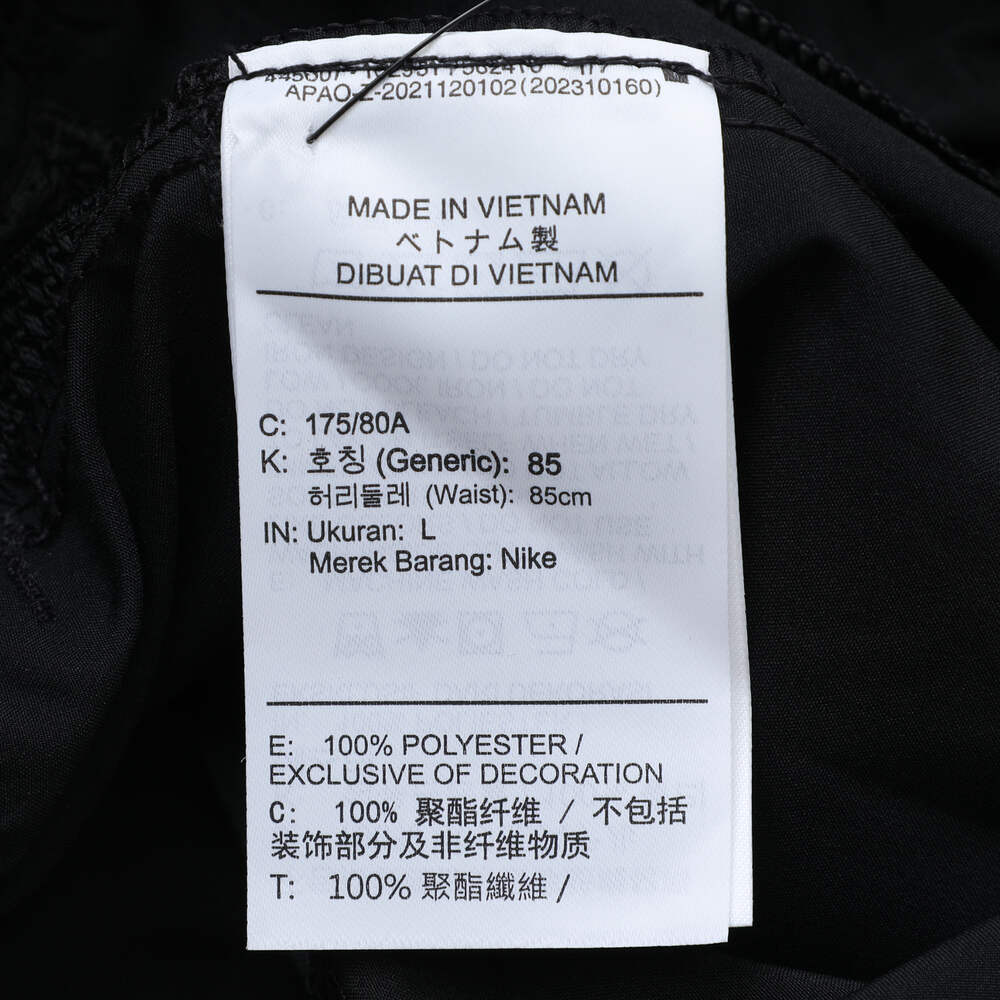 APAO-Z-2021120102(202310160)
MADE IN VIETNAM
ベトナム製
DIBUAT DI VIETNAM
C: 175/80A
K: 호칭 (Generic): 85
허리둘레 (Waist): 85cm
IN: Ukuran: L
Merek Barang: Nike
E: 100% POLYESTER /
EXCLUSIVE OF DECORATION
C: 100% 聚酯纤维 / 不包括
装饰部分及非纤维物质
T: 100% 聚酯纖維 /